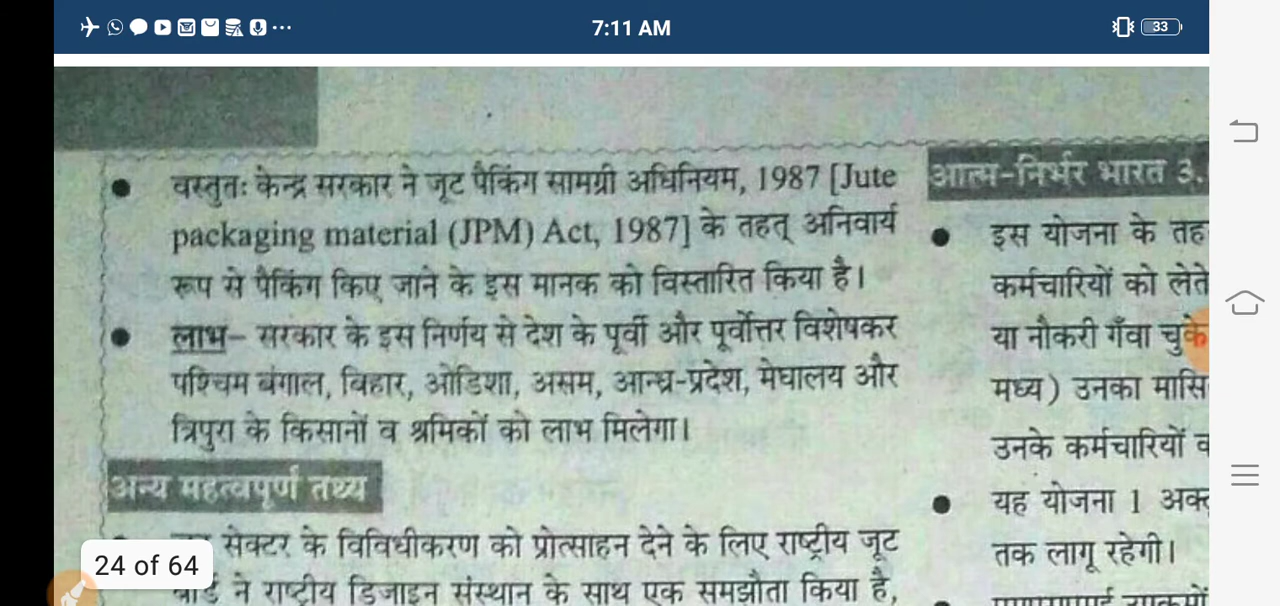 7:11 AM
33
वस्तुतः केन्द्र सरकार ने जूट पैकिंग सामग्री अधिनियम, 1987 [Jute
packaging material (JPM) Act, 1987] के तहत् अनिवार्य
रूप से पैकिंग किए जाने के इस मानक को विस्तारित किया है।
लाभ– सरकार के इस निर्णय से देश के पूर्वी और पूर्वोत्तर विशेषकर
पश्चिम बंगाल, बिहार, ओडिशा, असम, आन्ध्र-प्रदेश, मेघालय और
त्रिपुरा के किसानों व श्रमिकों को लाभ मिलेगा।
अन्य महत्वपूर्ण तथ्य
सेक्टर के विविधीकरण को प्रोत्साहन देने के लिए राष्ट्रीय जूट
ने राष्ट्रीय डिजाइन संस्थान के साथ एक समझौता किया है,
आत्म-निर्भर भारत 3.
इस योजना के तह
कर्मचारियों को लेते
या नौकरी गँवा चुके
मध्य) उनका मासि
उनके कर्मचारियों
यह योजना 1 अक्
तक लागू रहेगी।
24 of 64